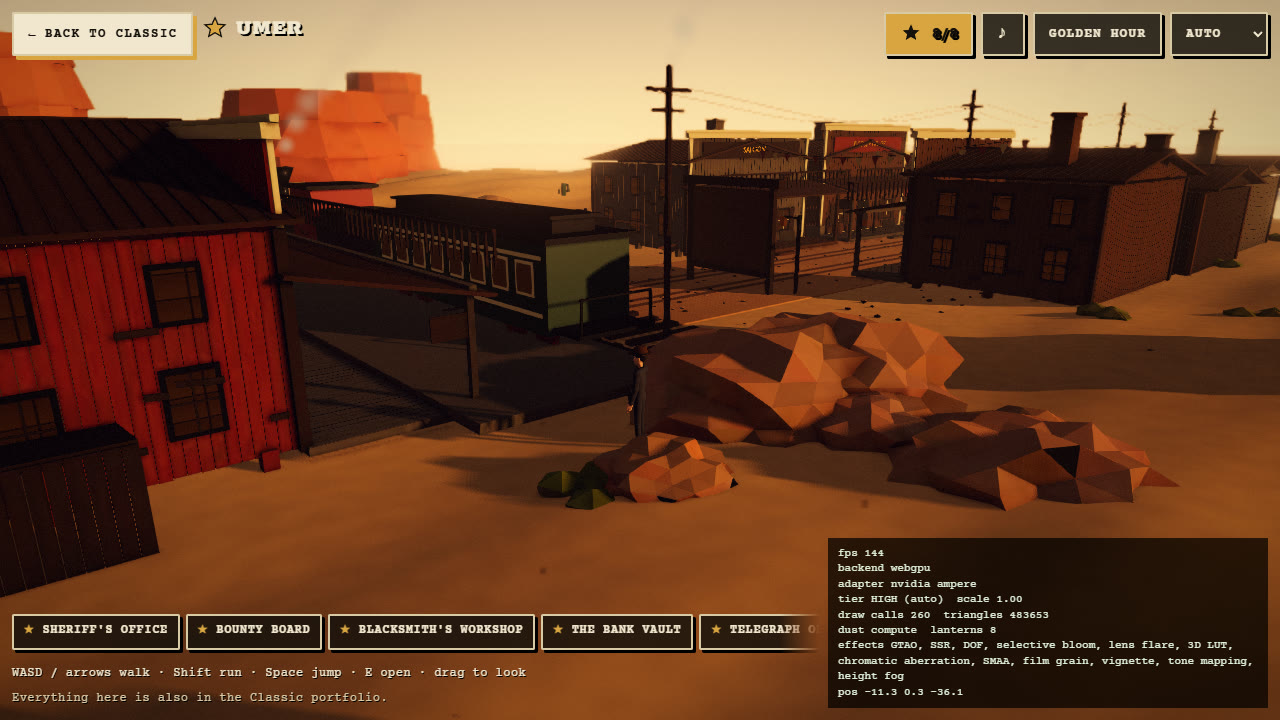 ← BACK TO CLASSIC
UMER
★ 8/8
♪
GOLDEN HOUR
AUTO
SALOON
★ SHERIFF'S OFFICE
★ BOUNTY BOARD
★ BLACKSMITH'S WORKSHOP
★ THE BANK VAULT
★ TELEGRAPH
WASD / arrows walk · Shift run · Space jump · E open · drag to look
Everything here is also in the Classic portfolio.
fps 144
backend webgpu
adapter nvidia ampere
tier HIGH (auto) scale 1.00
draw calls 260 triangles 483653
dust compute lanterns 8
effects GTAO, SSR, DOF, selective bloom, lens flare, 3D LUT,
chromatic aberration, SMAA, film grain, vignette, tone mapping,
height fog
pos −11.3 0.3 −36.1